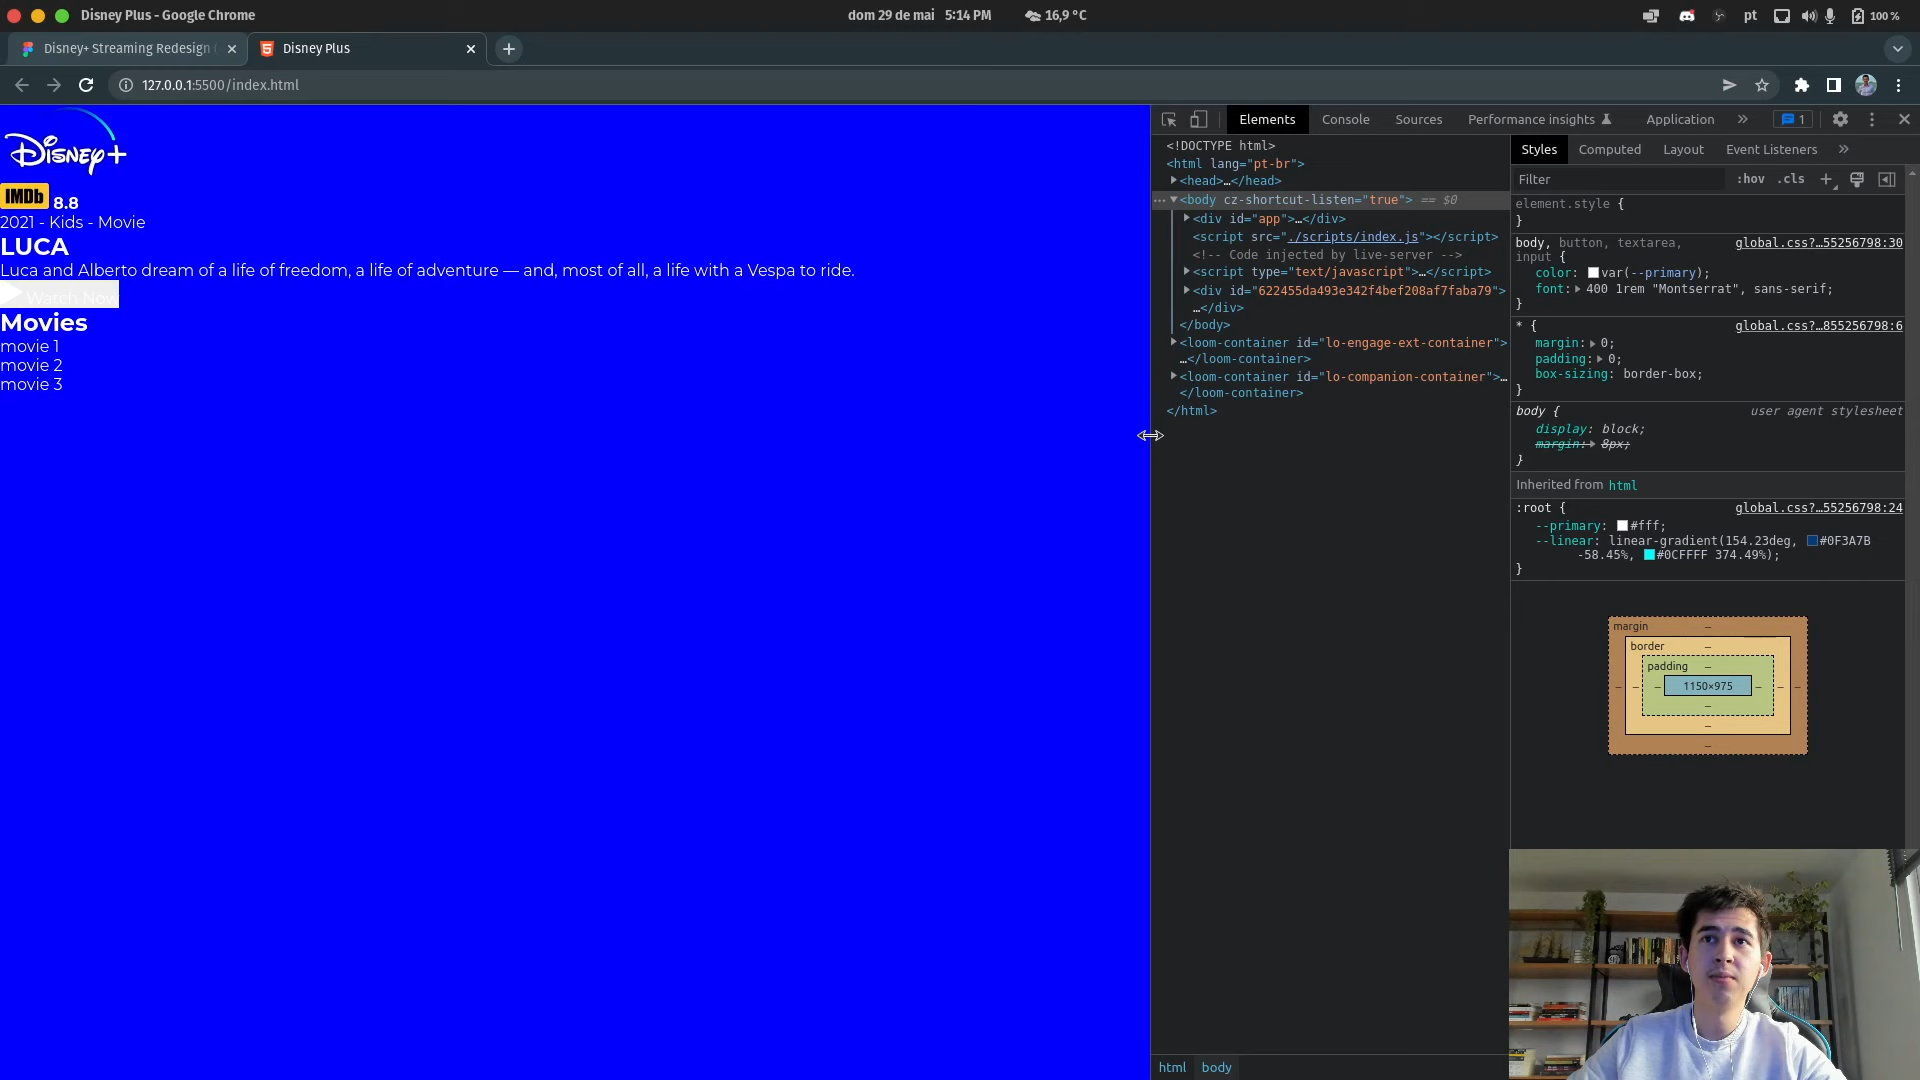 Disney Plus - Google Chrome
dom 29 de mai 5:14 PM
16,9 °C
pt
100 %
Disney+ Streaming Redesign
Disney Plus
127.0.0.1:5500/index.html
Disney+
IMDb 8.8
2021 - Kids - Movie
LUCA
Luca and Alberto dream of a life of freedom, a life of adventure — and, most of all, a life with a Vespa to ride.
Watch Now
Movies
movie 1
movie 2
movie 3
Elements
Console
Sources
Performance insights
Application
1
<!DOCTYPE html>
<html lang="pt-br">
<head>…</head>
<body cz-shortcut-listen="true"> == $0
<div id="app">…</div>
<script src="./scripts/index.js"></script>
<!-- Code injected by live-server -->
<script type="text/javascript">…</script>
<div id="622455da493e342f4bef208af7faba79">
…</div>
</body>
<loom-container id="lo-engage-ext-container">
…</loom-container>
<loom-container id="lo-companion-container">…
</loom-container>
</html>
html body
Styles
Computed
Layout
Event Listeners
Filter
:hov .cls
element.style {
}
body, button, textarea, global.css?…55256798:30
input {
color: var(--primary);
font: 400 1rem "Montserrat", sans-serif;
}
* { global.css?…855256798:6
margin: 0;
padding: 0;
box-sizing: border-box;
}
body { user agent stylesheet
display: block;
margin: 8px;
}
Inherited from html
:root { global.css?…55256798:24
--primary: #fff;
--linear: linear-gradient(154.23deg, #0F3A7B
-58.45%, #0CFFFF 374.49%);
}
margin –
border –
padding –
– – – 1150×975 – – –
–
–
–